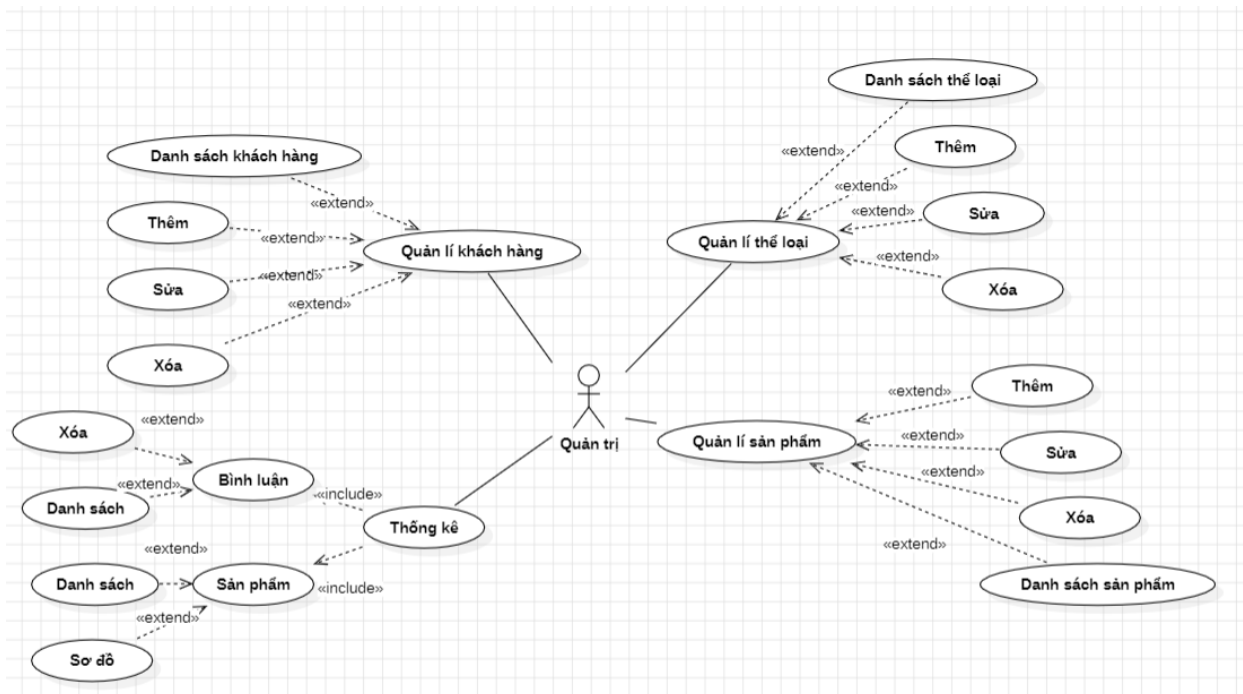 Danh sách thể loại
«extend»
Thêm
«extend»
Sửa
«extend»
Quản lí thể loại
«extend»
Xóa
Danh sách khách hàng
«extend»
Thêm
«extend»
Quản lí khách hàng
Sửa
«extend»
«extend»
Xóa
Quản trị
Thêm
«extend»
Quản lí sản phẩm
«extend»
Sửa
«extend»
Xóa
«extend»
Danh sách sản phẩm
«extend»
Xóa
Bình luận
«extend»
Danh sách
«include»
Thống kê
«extend»
Danh sách
Sản phẩm
«include»
«extend»
Sơ đồ